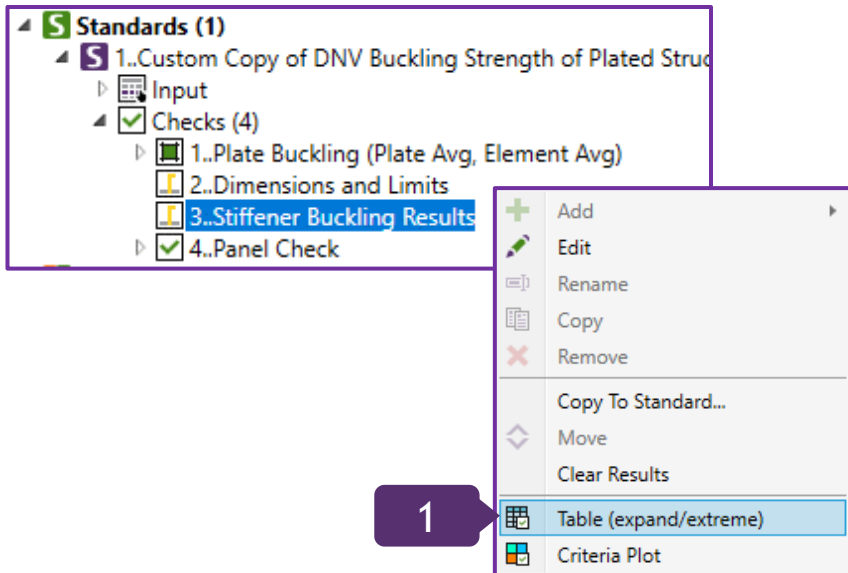 Standards (1)
1..Custom Copy of DNV Buckling Strength of Plated Struc
Input
Checks (4)
1..Plate Buckling (Plate Avg, Element Avg)
2..Dimensions and Limits
3..Stiffener Buckling Results
4..Panel Check
Add
Edit
Rename
Copy
Remove
Copy To Standard...
Move
Clear Results
1
Table (expand/extreme)
Criteria Plot